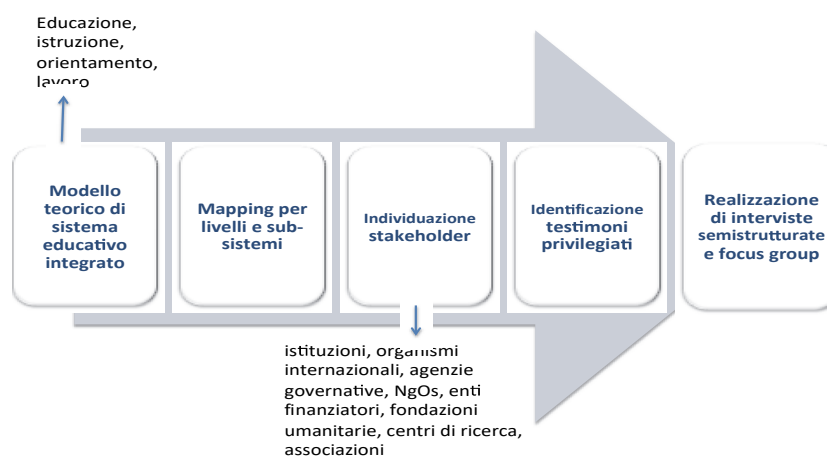 Educazione,
istruzione,
orientamento,
lavoro
Modello
teorico di
sistema
educativo
integrato
Mapping per
livelli e sub-
sistemi
Individuazione
stakeholder
Identificazione
testimoni
privilegiati
Realizzazione
di interviste
semistrutturate
e focus group
istituzioni, organismi
internazionali, agenzie
governative, NgOs, enti
finanziatori, fondazioni
umanitarie, centri di ricerca,
associazioni